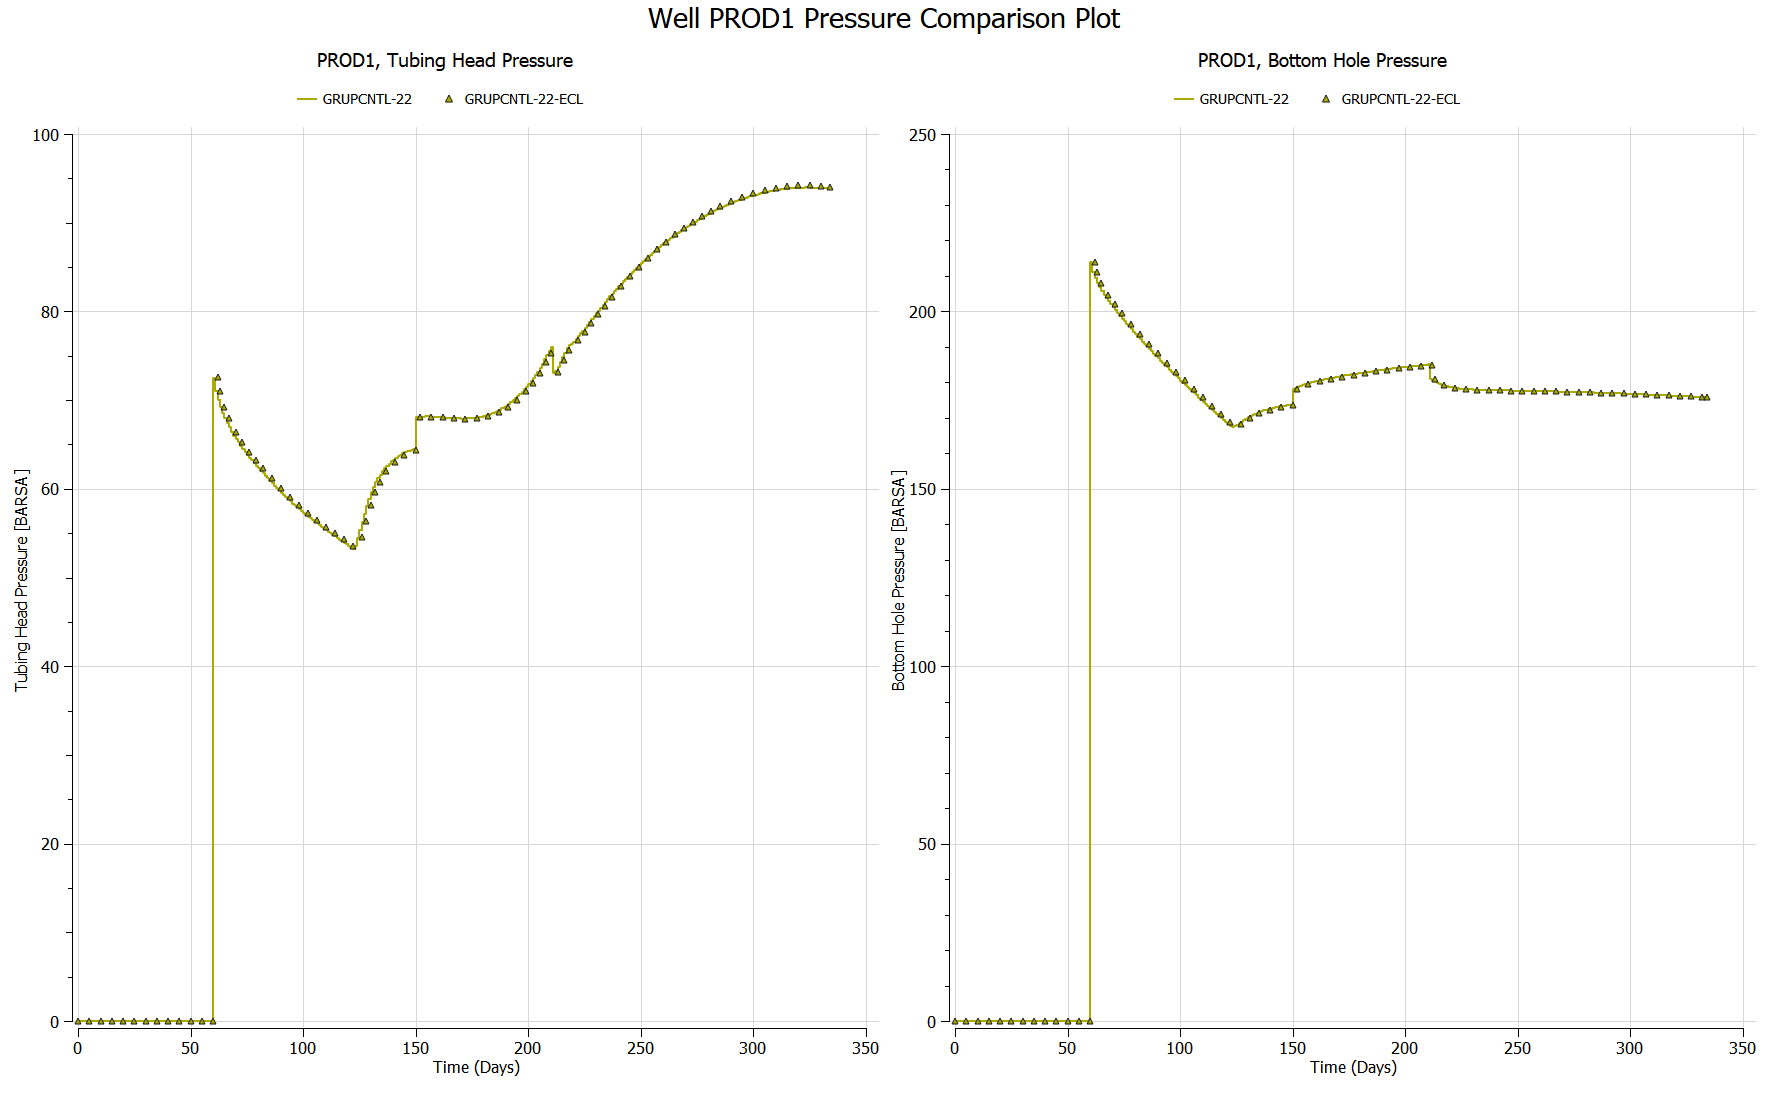 Well PROD1 Pressure Comparison Plot
PROD1, Tubing Head Pressure
GRUPCNTL-22
GRUPCNTL-22-ECL
100
80
60
40
20
0
Tubing Head Pressure [BARSA]
0
50
100
150
200
250
300
350
Time (Days)
PROD1, Bottom Hole Pressure
GRUPCNTL-22
GRUPCNTL-22-ECL
250
200
150
100
50
0
Bottom Hole Pressure [BARSA]
0
50
100
150
200
250
300
350
Time (Days)